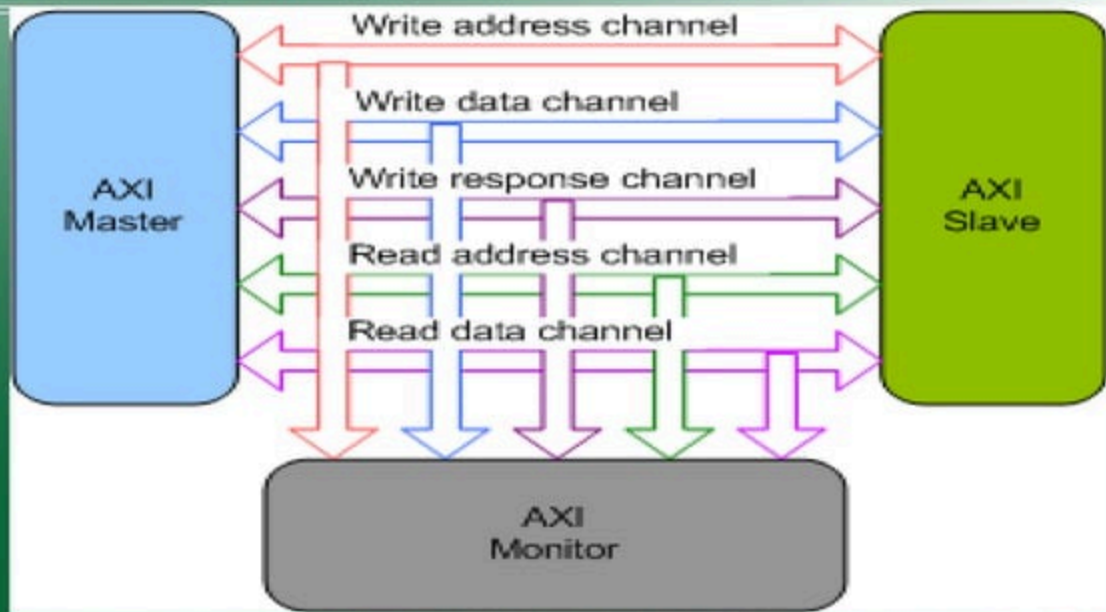 Write address channel
Write data channel
AXI
Master
Write response channel
AXI
Slave
Read address channel
Read data channel
AXI
Monitor